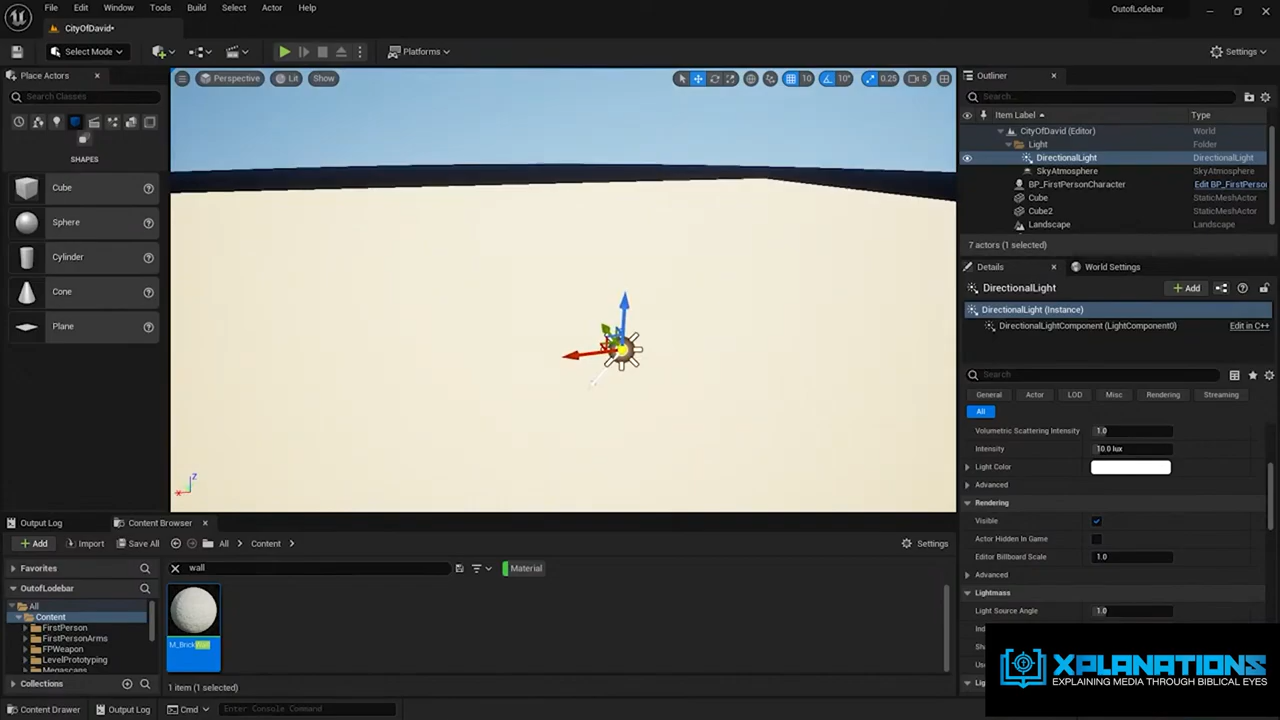 File Edit Window Tools Build Select Actor Help
OutofLodebar
CityOfDavid•
Select Mode
Platforms
Settings
Place Actors
Search Classes
SHAPES
Cube
Sphere
Cylinder
Cone
Plane
Perspective
Lit
Show
10
10°
0.25
5
Z
X
Outliner
Search...
Item Label
Type
CityOfDavid (Editor)
World
Light
Folder
DirectionalLight
DirectionalLight
SkyAtmosphere
SkyAtmosphere
BP_FirstPersonCharacter
Edit BP_FirstPerso
Cube
StaticMeshActor
Cube2
StaticMeshActor
Landscape
Landscape
7 actors (1 selected)
Details
World Settings
DirectionalLight
Add
DirectionalLight (Instance)
DirectionalLightComponent (LightComponent0)
Edit in C++
Search
General
Actor
LOD
Misc
Rendering
Streaming
All
Volumetric Scattering Intensity
1.0
Intensity
10.0 lux
Light Color
Advanced
Rendering
Visible
Actor Hidden In Game
Editor Billboard Scale
1.0
Advanced
Lightmass
Light Source Angle
1.0
Output Log
Content Browser
Add
Import
Save All
All
Content
Settings
Favorites
OutofLodebar
All
Content
FirstPerson
FirstPersonArms
FPWeapon
LevelPrototyping
Megascans
Collections
wall
Material
M_BrickWall
1 item (1 selected)
Content Drawer
Output Log
Cmd
Enter Console Command
XPLANATIONS
EXPLAINING MEDIA THROUGH BIBLICAL EYES